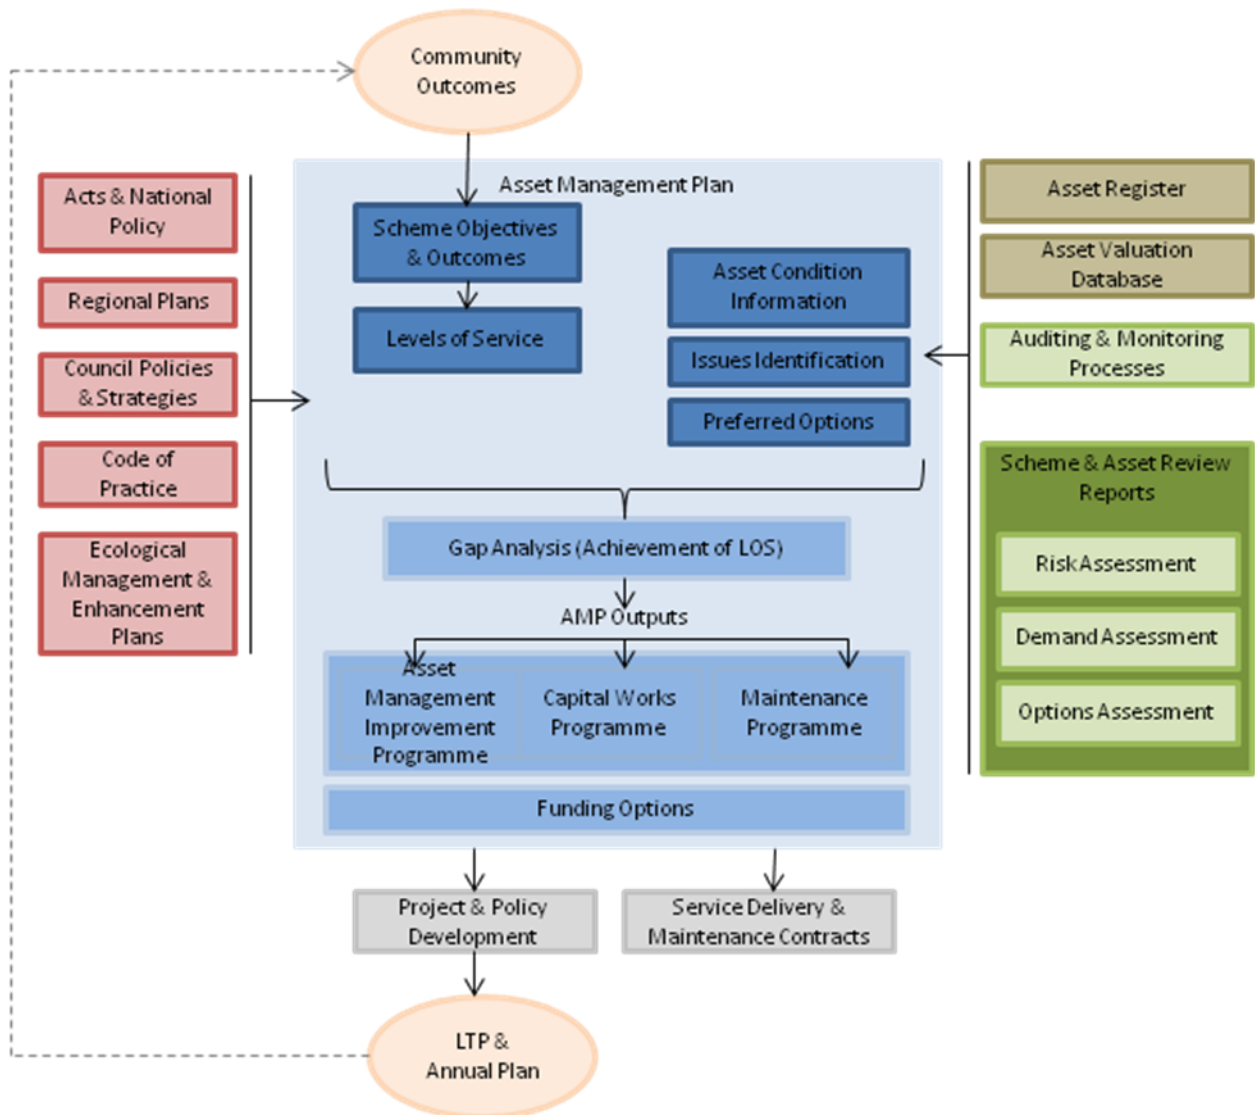 Community
Outcomes
Acts & National
Policy
Regional Plans
Council Policies
& Strategies
Code of
Practice
Ecological
Management &
Enhancement
Plans
Asset Management Plan
Scheme Objectives
& Outcomes
Levels of Service
Asset Condition
Information
Issues Identification
Preferred Options
Gap Analysis (Achievement of LOS)
AMP Outputs
Asset
Management
Improvement
Programme
Capital Works
Programme
Maintenance
Programme
Funding Options
Asset Register
Asset Valuation
Database
Auditing & Monitoring
Processes
Scheme & Asset Review
Reports
Risk Assessment
Demand Assessment
Options Assessment
Project & Policy
Development
Service Delivery &
Maintenance Contracts
LTP &
Annual Plan